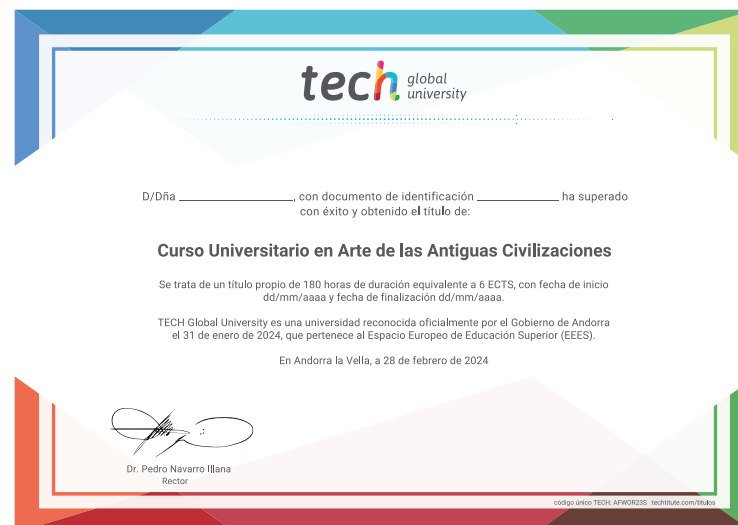 tech global university
D/Dña ____________________, con documento de identificación ______________ ha superado
con éxito y obtenido el título de:
Curso Universitario en Arte de las Antiguas Civilizaciones
Se trata de un título propio de 180 horas de duración equivalente a 6 ECTS, con fecha de inicio
dd/mm/aaaa y fecha de finalización dd/mm/aaaa.
TECH Global University es una universidad reconocida oficialmente por el Gobierno de Andorra
el 31 de enero de 2024, que pertenece al Espacio Europeo de Educación Superior (EEES).
En Andorra la Vella, a 28 de febrero de 2024
Dr. Pedro Navarro Illana
Rector
código único TECH: AFWOR23S techtitute.com/titulos